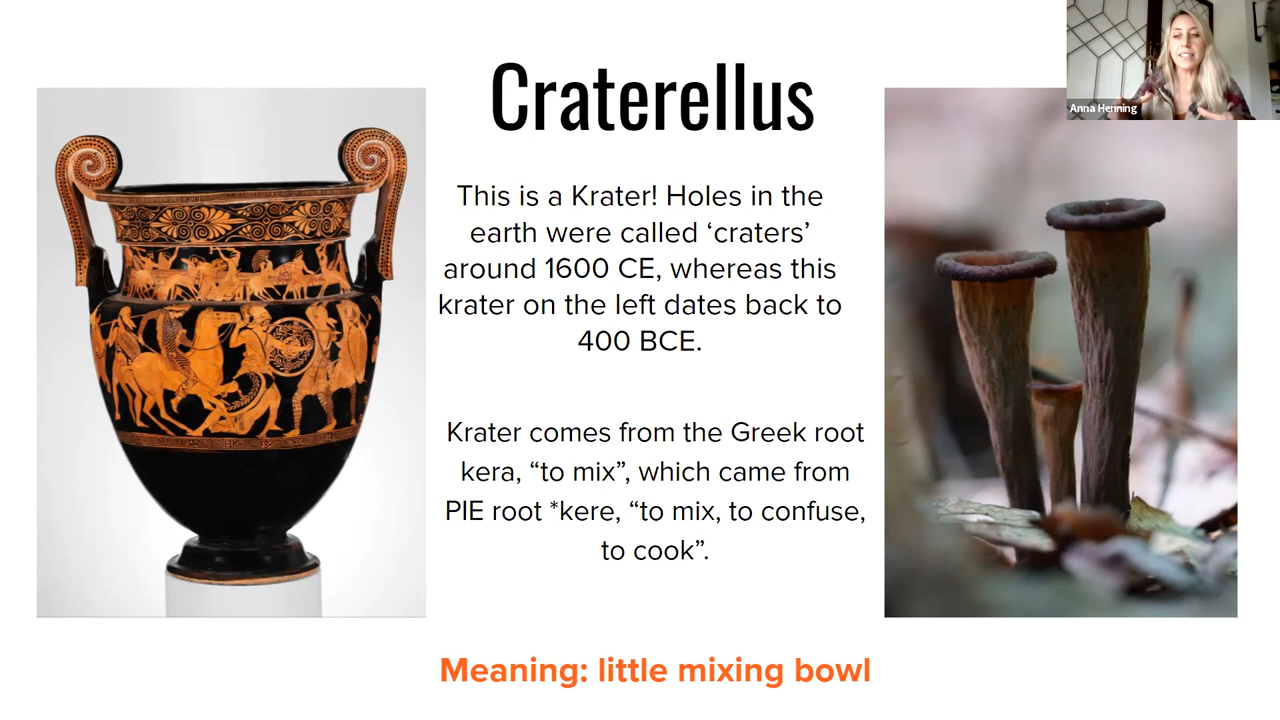 Craterellus
Anna Henning
This is a Krater! Holes in the
earth were called ‘craters’
around 1600 CE, whereas this
krater on the left dates back to
400 BCE.
Krater comes from the Greek root
kera, “to mix”, which came from
PIE root *kere, “to mix, to confuse,
to cook”.
Meaning: little mixing bowl